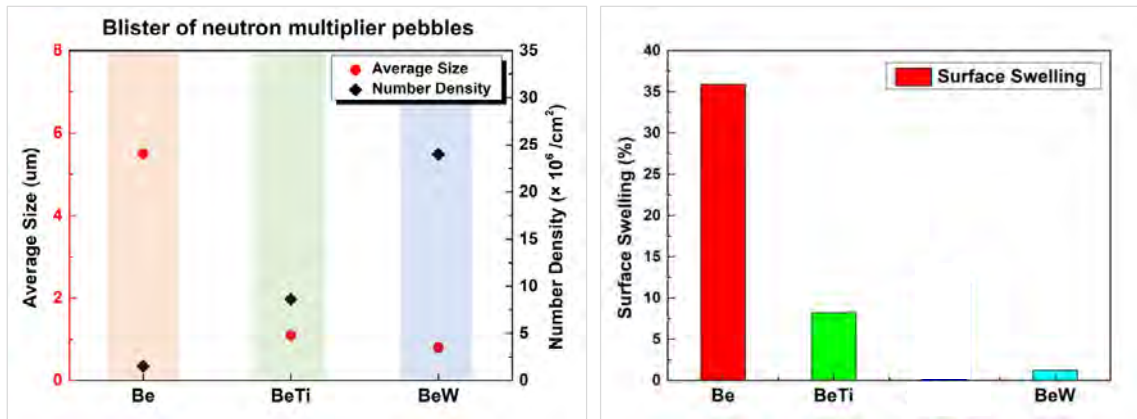 Blister of neutron multiplier pebbles
Average Size
Number Density
Average Size (um)
8
6
4
2
0
Be
BeTi
BeW
35
30
25
20
15
10
5
0
Number Density (× 10⁶ /cm²)
Surface Swelling
Surface Swelling (%)
40
35
30
25
20
15
10
5
0
Be
BeTi
BeW